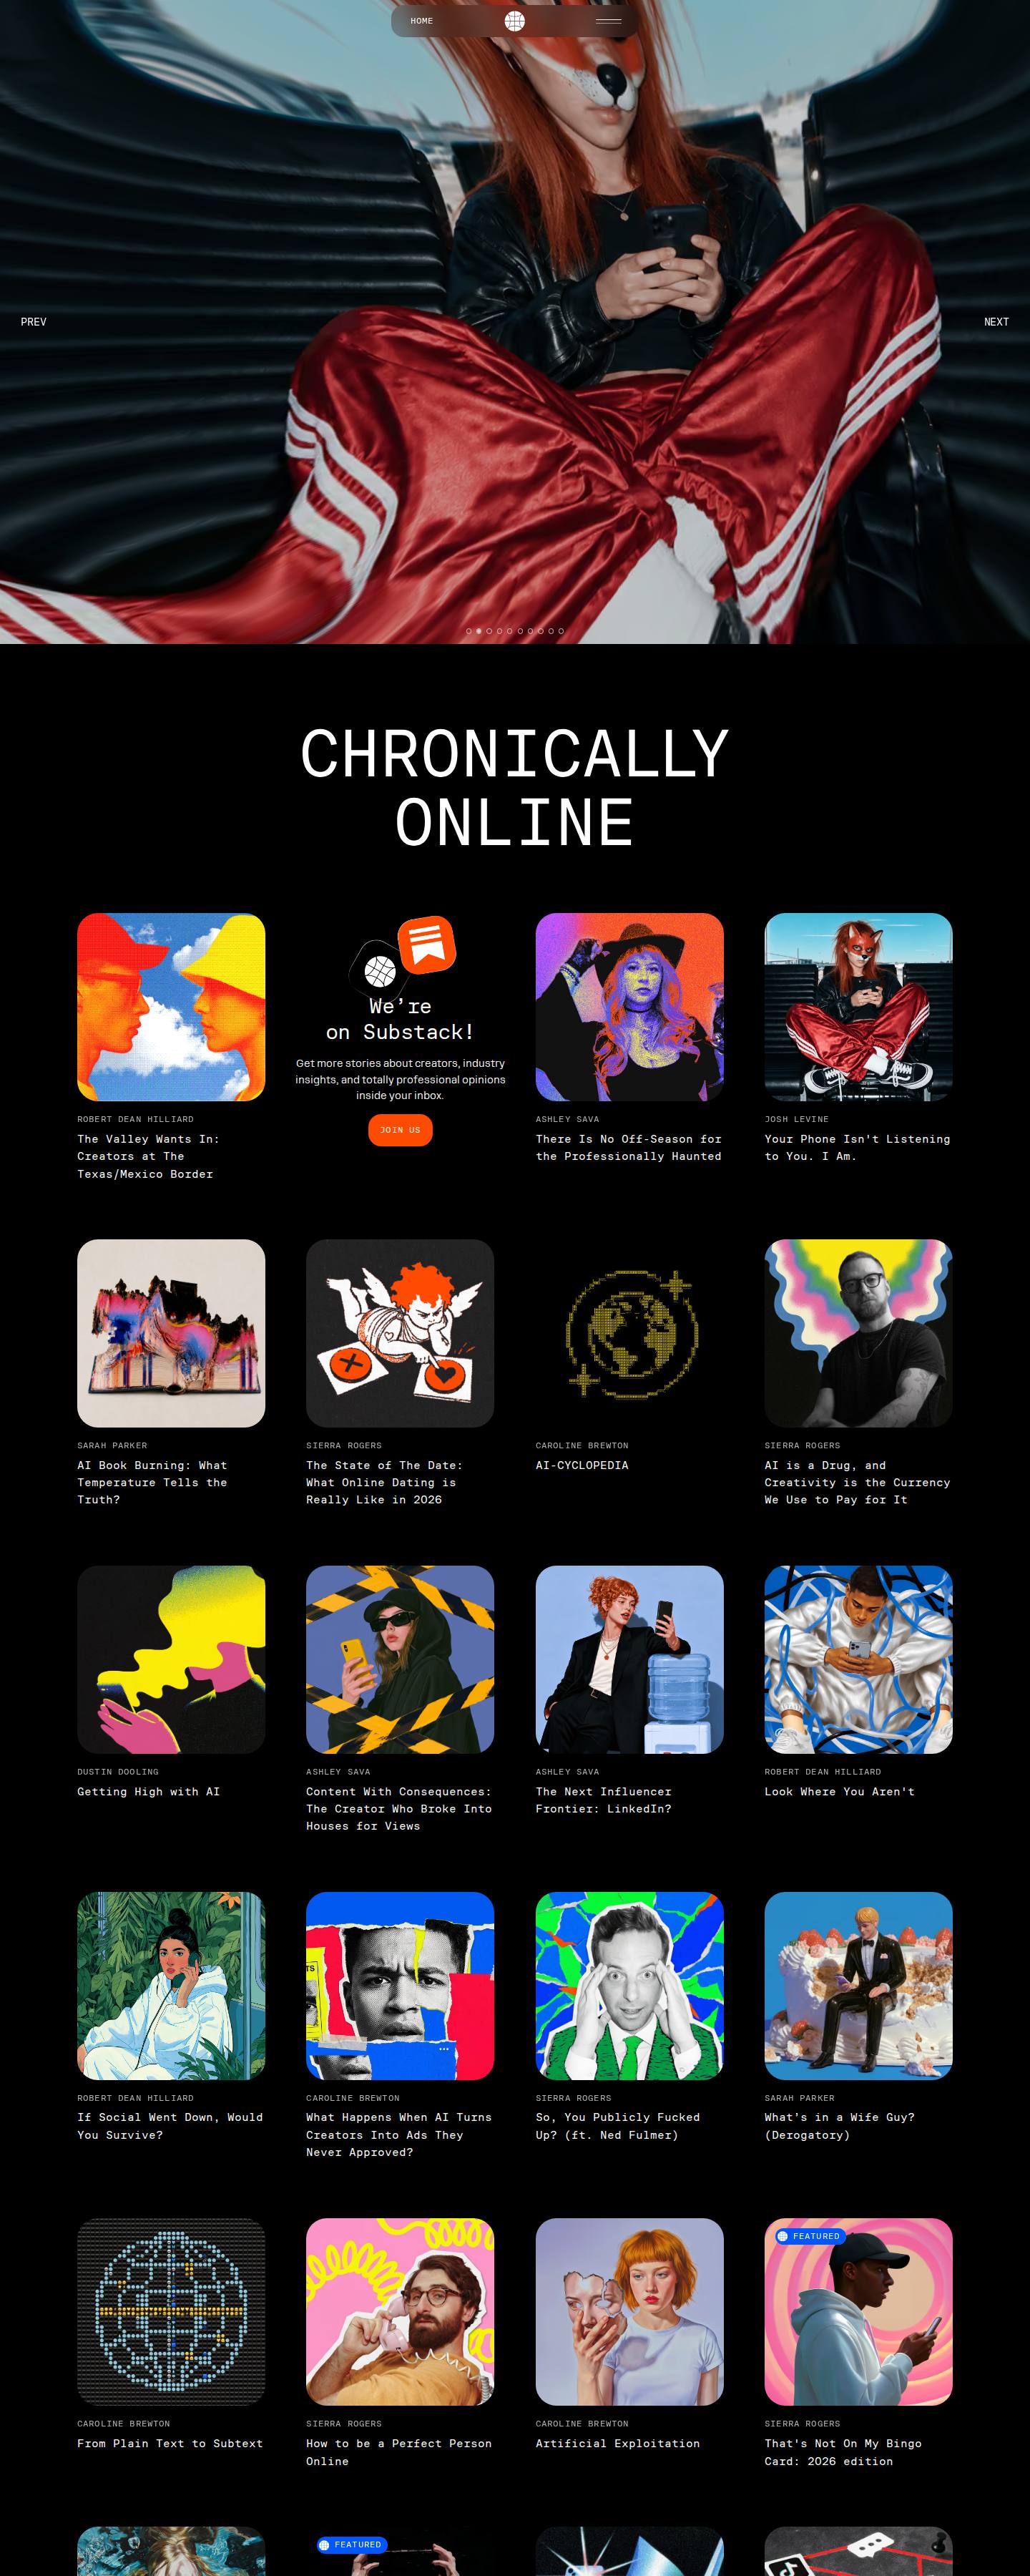 HOME
PREV
NEXT
CHRONICALLY
ONLINE
We're
on Substack!
Get more stories about creators, industry
insights, and totally professional opinions
inside your inbox.
JOIN US
ROBERT DEAN HILLIARD
The Valley Wants In:
Creators at The
Texas/Mexico Border
ASHLEY SAVA
There Is No Off-Season for
the Professionally Haunted
JOSH LEVINE
Your Phone Isn't Listening
to You. I Am.
SARAH PARKER
AI Book Burning: What
Temperature Tells the
Truth?
SIERRA ROGERS
The State of The Date:
What Online Dating is
Really Like in 2026
CAROLINE BREWTON
AI-CYCLOPEDIA
SIERRA ROGERS
AI is a Drug, and
Creativity is the Currency
We Use to Pay for It
DUSTIN DOOLING
Getting High with AI
ASHLEY SAVA
Content With Consequences:
The Creator Who Broke Into
Houses for Views
ASHLEY SAVA
The Next Influencer
Frontier: LinkedIn?
ROBERT DEAN HILLIARD
Look Where You Aren't
TS
ROBERT DEAN HILLIARD
If Social Went Down, Would
You Survive?
CAROLINE BREWTON
What Happens When AI Turns
Creators Into Ads They
Never Approved?
SIERRA ROGERS
So, You Publicly Fucked
Up? (ft. Ned Fulmer)
SARAH PARKER
What's in a Wife Guy?
(Derogatory)
FEATURED
CAROLINE BREWTON
From Plain Text to Subtext
SIERRA ROGERS
How to be a Perfect Person
Online
CAROLINE BREWTON
Artificial Exploitation
SIERRA ROGERS
That's Not On My Bingo
Card: 2026 edition
FEATURED